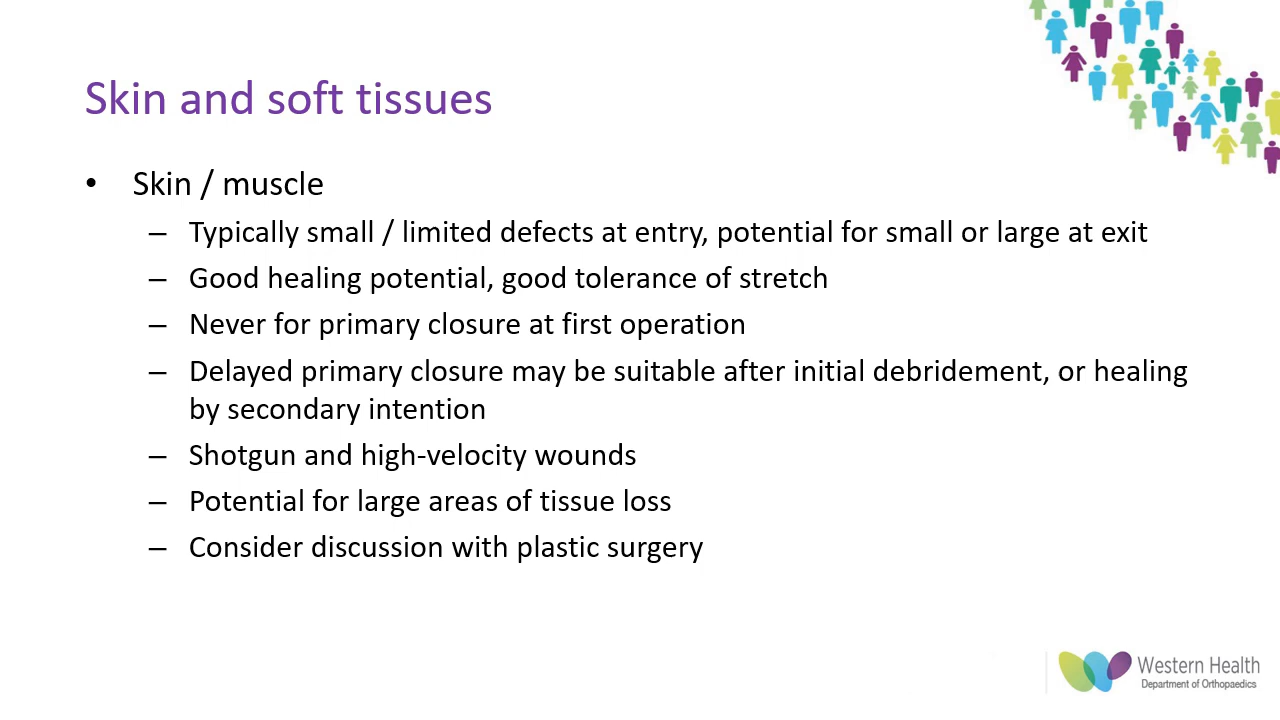 Skin and soft tissues
• Skin / muscle
– Typically small / limited defects at entry, potential for small or large at exit
– Good healing potential, good tolerance of stretch
– Never for primary closure at first operation
– Delayed primary closure may be suitable after initial debridement, or healing
by secondary intention
– Shotgun and high-velocity wounds
– Potential for large areas of tissue loss
– Consider discussion with plastic surgery
Western Health
Department of Orthopaedics